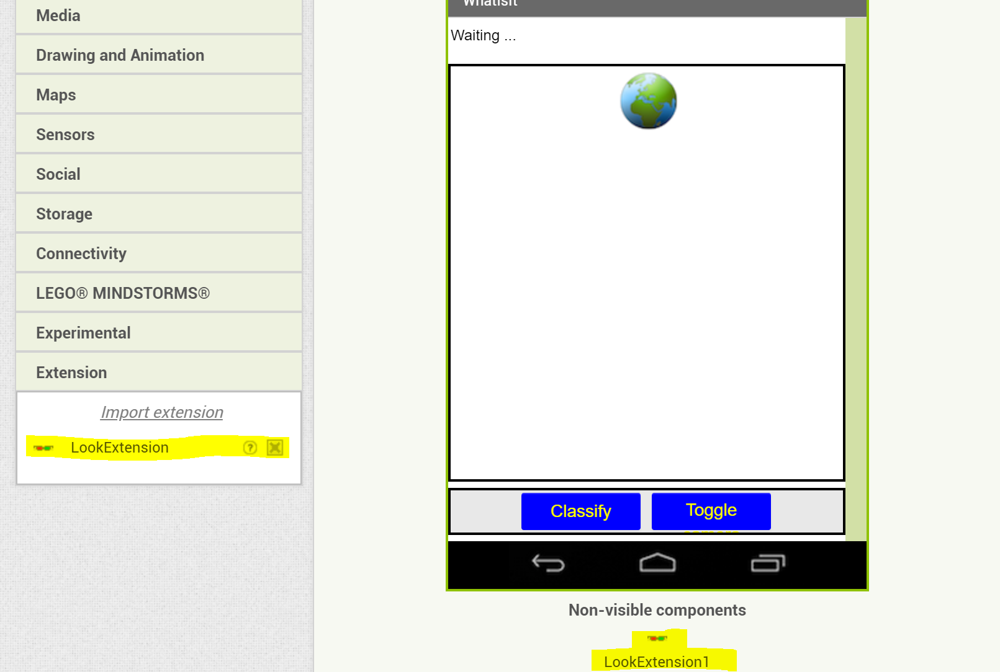 Media
Drawing and Animation
Maps
Sensors
Social
Storage
Connectivity
LEGO® MINDSTORMS®
Experimental
Extension
Import extension
LookExtension ?
WhatIsIt
Waiting ...
Classify Toggle
Non-visible components
LookExtension1